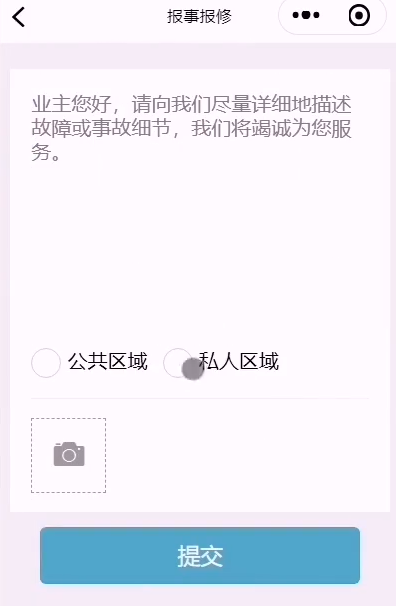 报事报修
业主您好，请向我们尽量详细地描述
故障或事故细节，我们将竭诚为您服
务。
公共区域 私人区域
提交